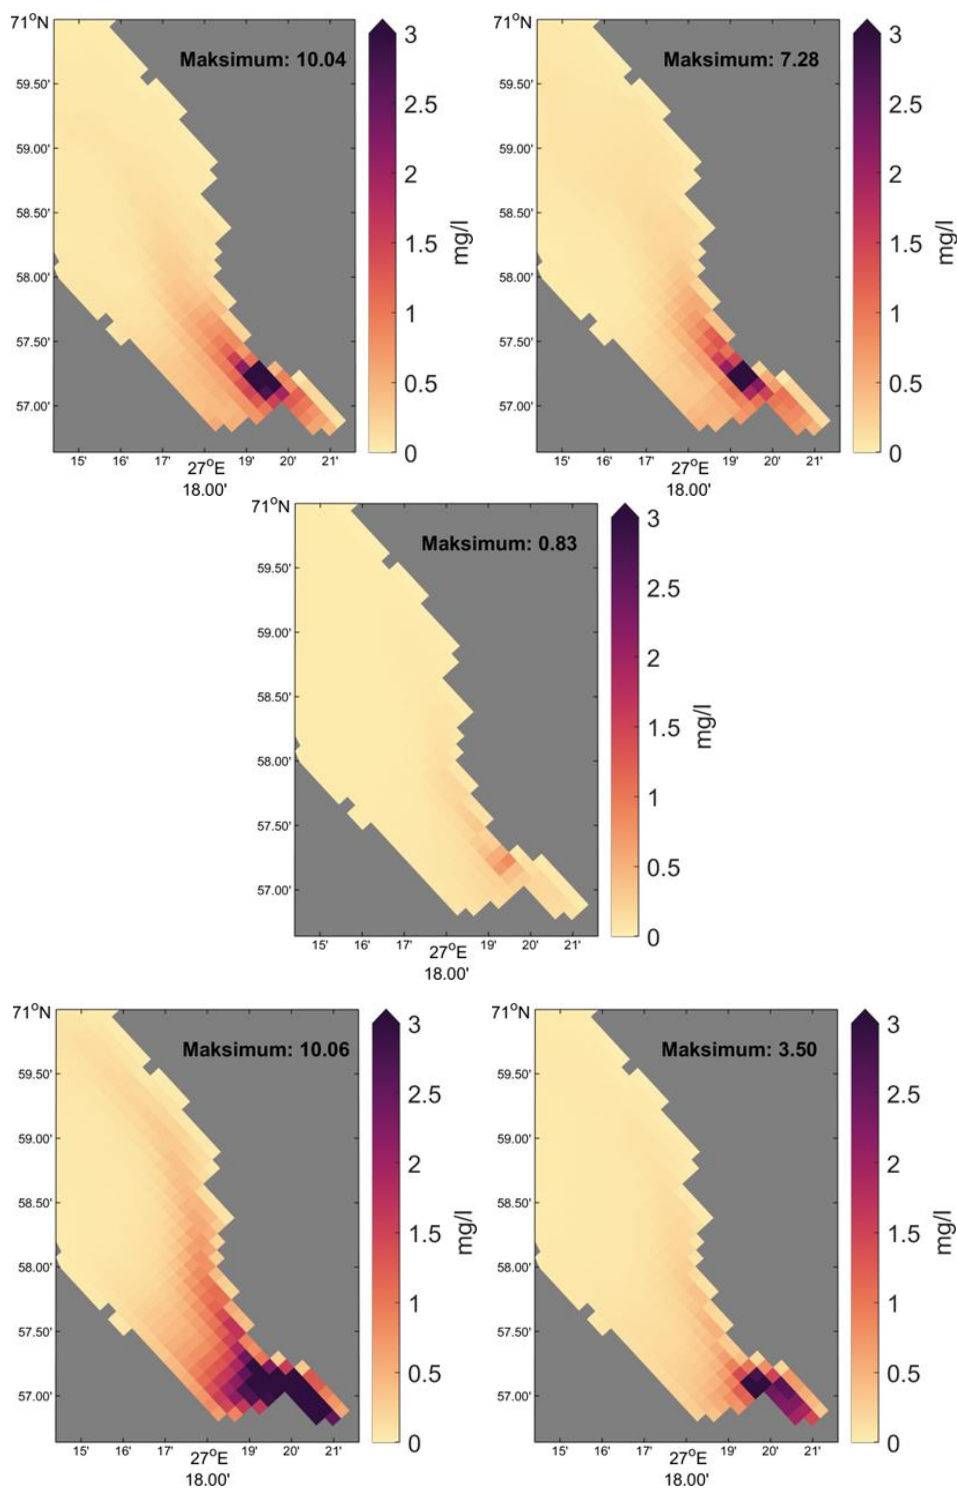 71°N
Maksimum: 10.04
59.50'
59.00'
58.50'
58.00'
57.50'
57.00'
15' 16' 17' 19' 20' 21'
27°E
18.00'
3
2.5
2
1.5
1
0.5
0
mg/l
71°N
Maksimum: 7.28
59.50'
59.00'
58.50'
58.00'
57.50'
57.00'
15' 16' 17' 19' 20' 21'
27°E
18.00'
3
2.5
2
1.5
1
0.5
0
mg/l
71°N
Maksimum: 0.83
59.50'
59.00'
58.50'
58.00'
57.50'
57.00'
15' 16' 17' 19' 20' 21'
27°E
18.00'
3
2.5
2
1.5
1
0.5
0
mg/l
71°N
Maksimum: 10.06
59.50'
59.00'
58.50'
58.00'
57.50'
57.00'
15' 16' 17' 19' 20' 21'
27°E
18.00'
3
2.5
2
1.5
1
0.5
0
mg/l
71°N
Maksimum: 3.50
59.50'
59.00'
58.50'
58.00'
57.50'
57.00'
15' 16' 17' 19' 20' 21'
27°E
18.00'
3
2.5
2
1.5
1
0.5
0
mg/l